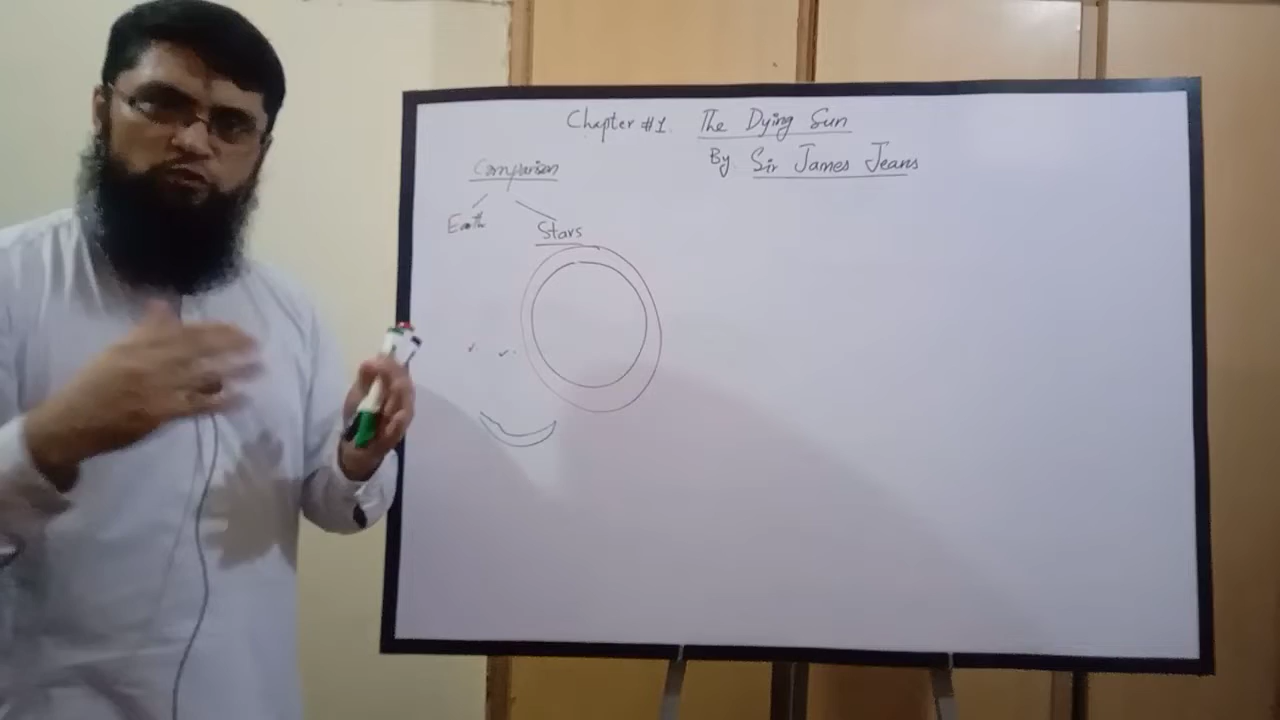 Chapter #1. The Dying Sun
By. Sir James Jeans
Comparison
Earth Stars